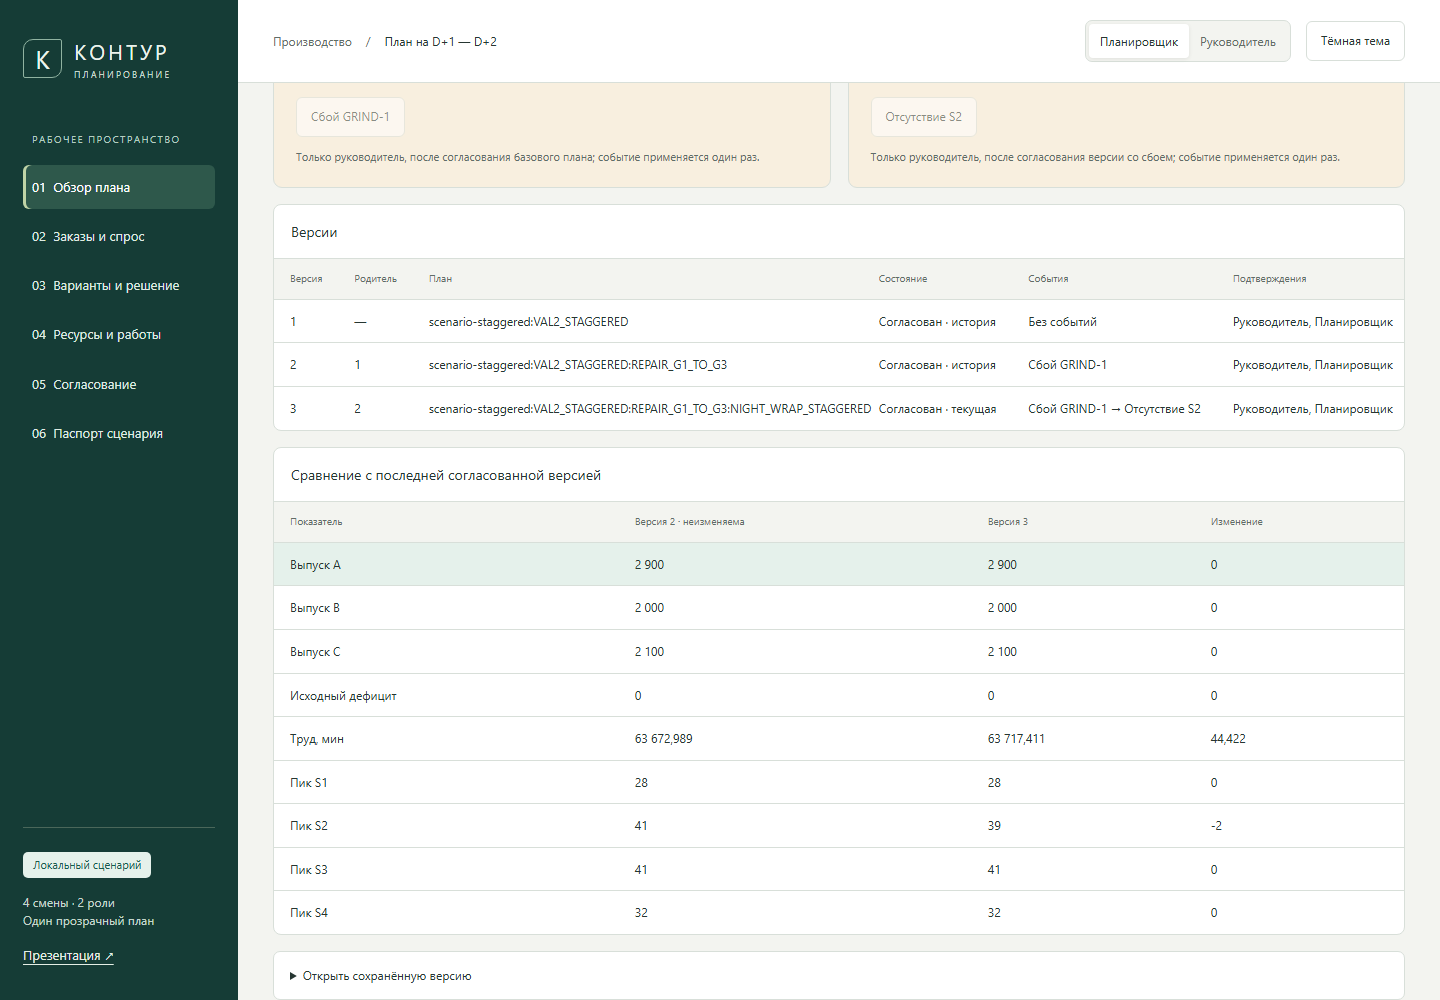 К
КОНТУР
ПЛАНИРОВАНИЕ
РАБОЧЕЕ ПРОСТРАНСТВО
01 Обзор плана
02 Заказы и спрос
03 Варианты и решение
04 Ресурсы и работы
05 Согласование
06 Паспорт сценария
Локальный сценарий
4 смены · 2 роли
Один прозрачный план
Презентация ↗
Производство / План на D+1 — D+2
Планировщик Руководитель Тёмная тема
Сбой GRIND-1
Только руководитель, после согласования базового плана; событие применяется один раз.
Отсутствие S2
Только руководитель, после согласования версии со сбоем; событие применяется один раз.
Версии
Версия Родитель План Состояние События Подтверждения
1 — scenario-staggered:VAL2_STAGGERED Согласован · история Без событий Руководитель, Планировщик
2 1 scenario-staggered:VAL2_STAGGERED:REPAIR_G1_TO_G3 Согласован · история Сбой GRIND-1 Руководитель, Планировщик
3 2 scenario-staggered:VAL2_STAGGERED:REPAIR_G1_TO_G3:NIGHT_WRAP_STAGGERED Согласован · текущая Сбой GRIND-1 → Отсутствие S2 Руководитель, Планировщик
Сравнение с последней согласованной версией
Показатель Версия 2 · неизменяема Версия 3 Изменение
Выпуск A 2 900 2 900 0
Выпуск B 2 000 2 000 0
Выпуск C 2 100 2 100 0
Исходный дефицит 0 0 0
Труд, мин 63 672,989 63 717,411 44,422
Пик S1 28 28 0
Пик S2 41 39 -2
Пик S3 41 41 0
Пик S4 32 32 0
▶ Открыть сохранённую версию